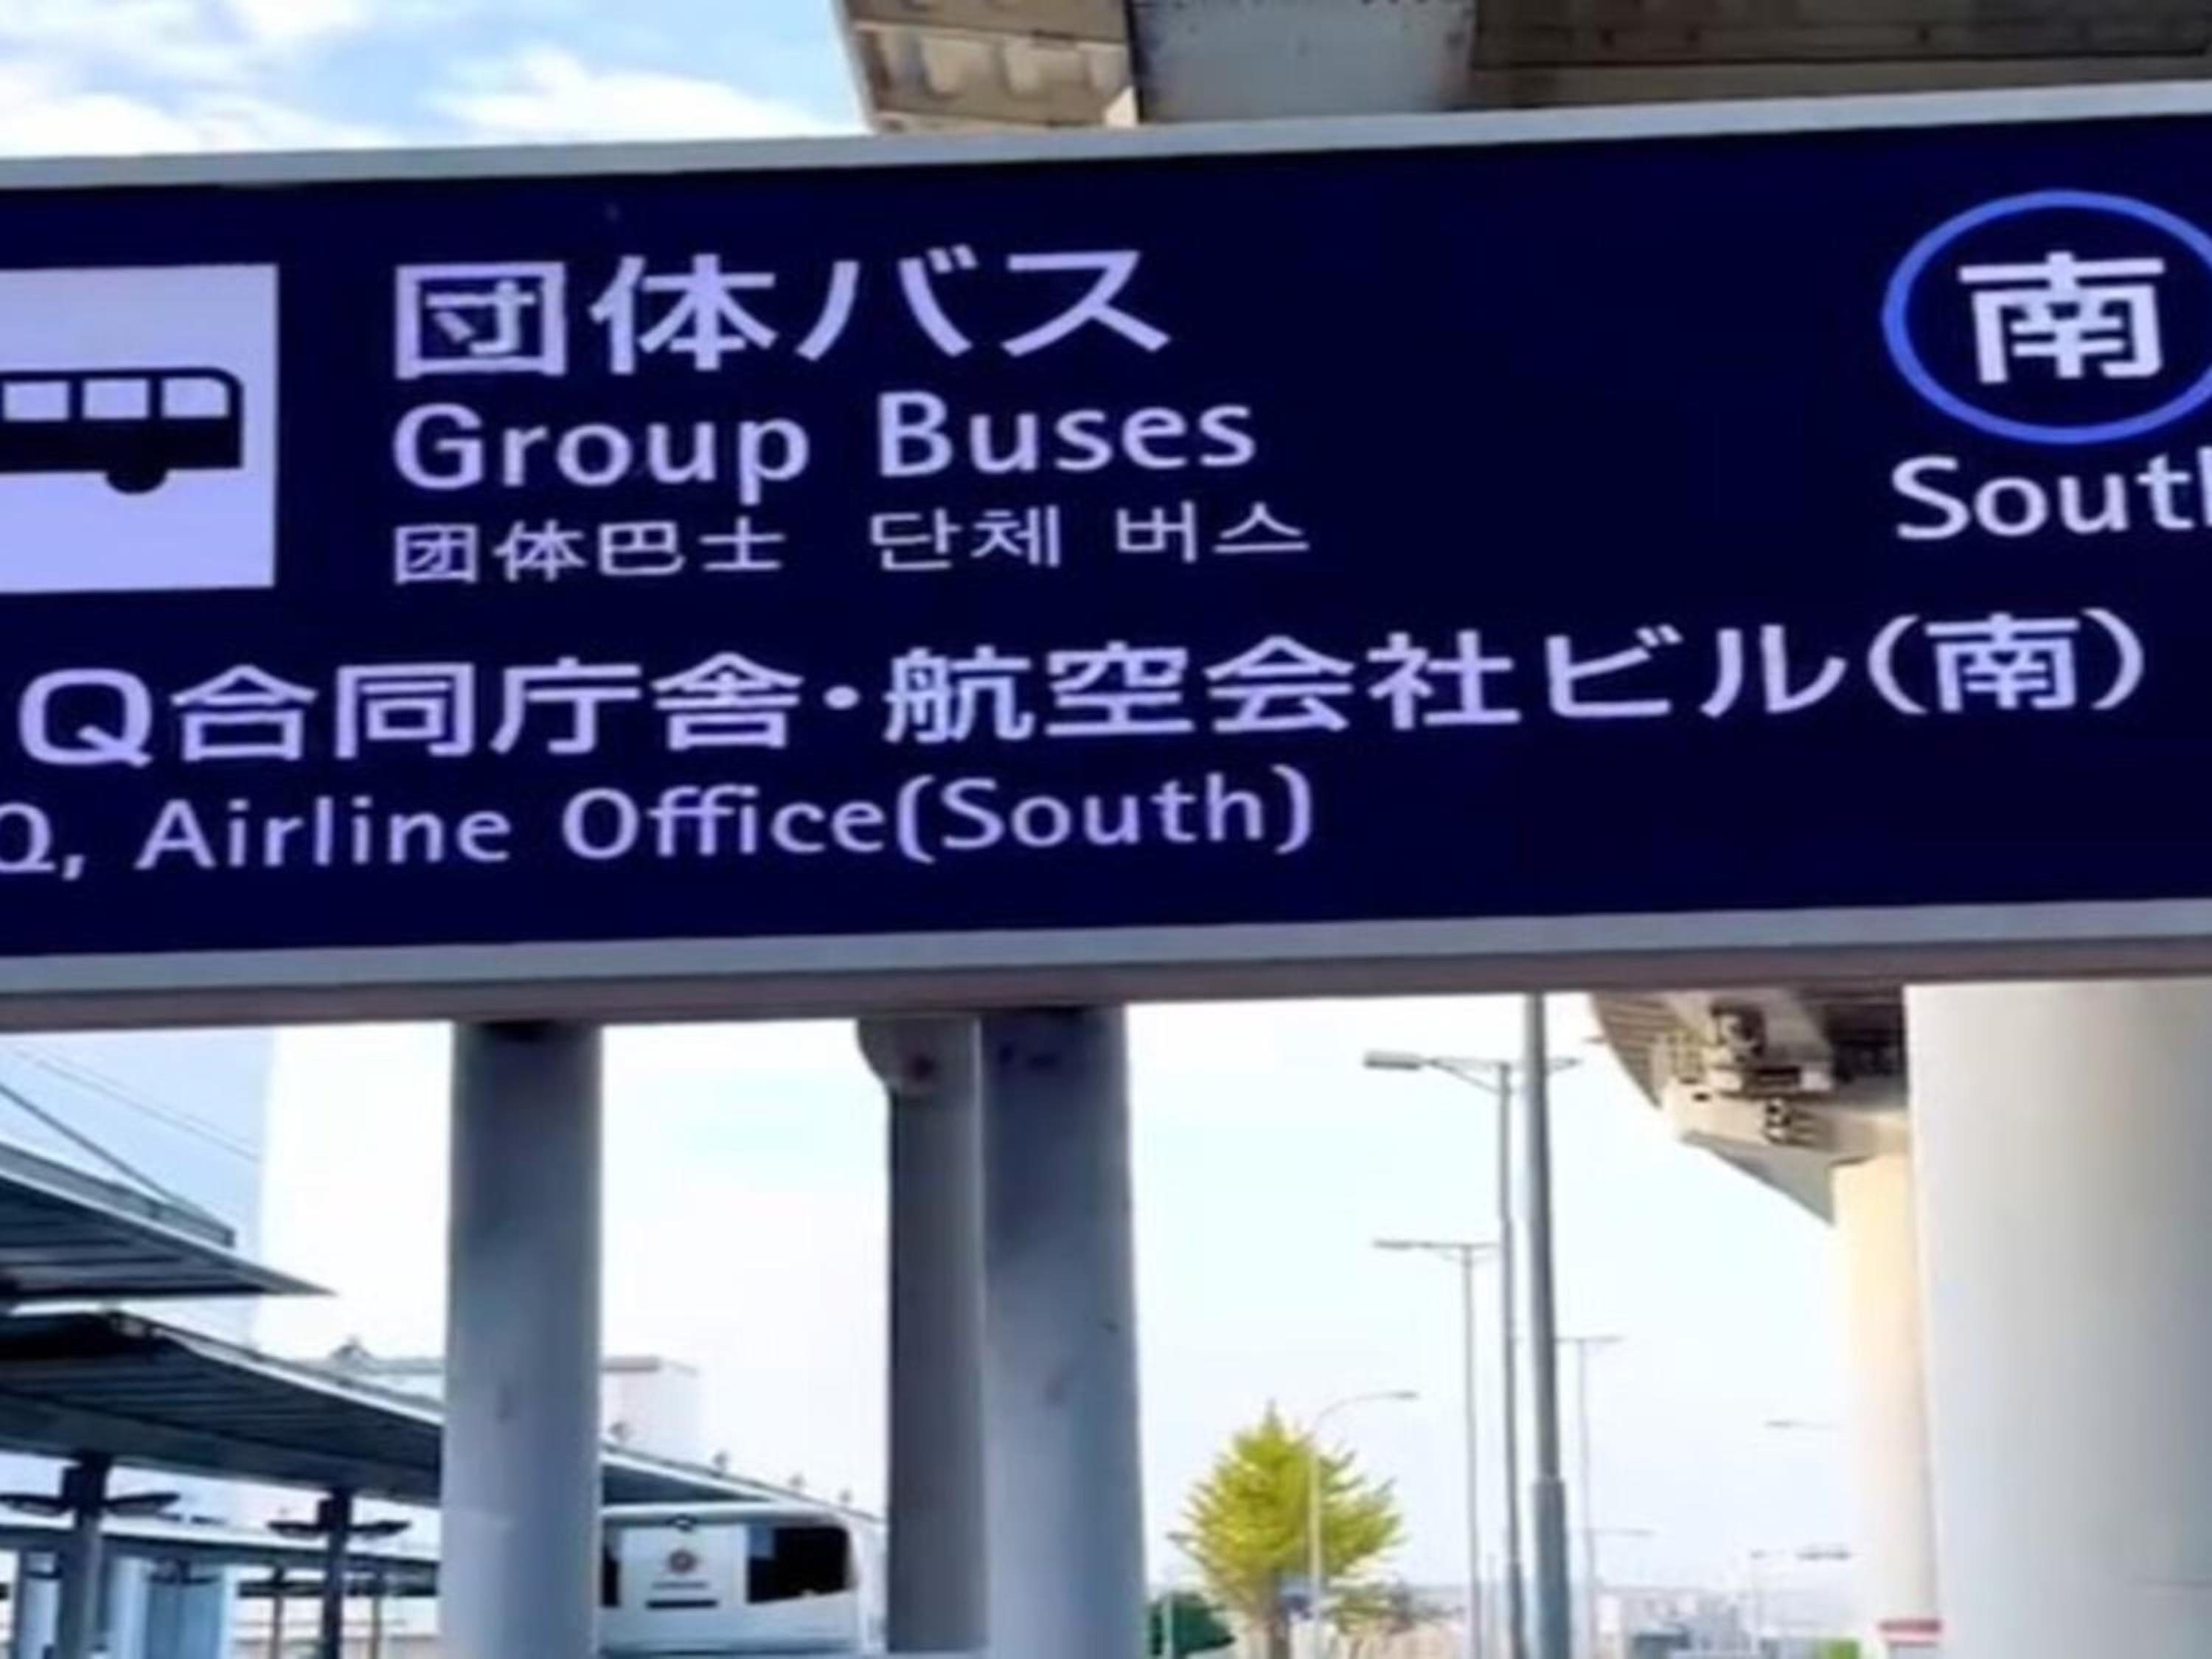 団体バス
Group Buses
团体巴士 단체 버스
南
South
Q合同庁舎・航空会社ビル(南)
Q, Airline Office(South)